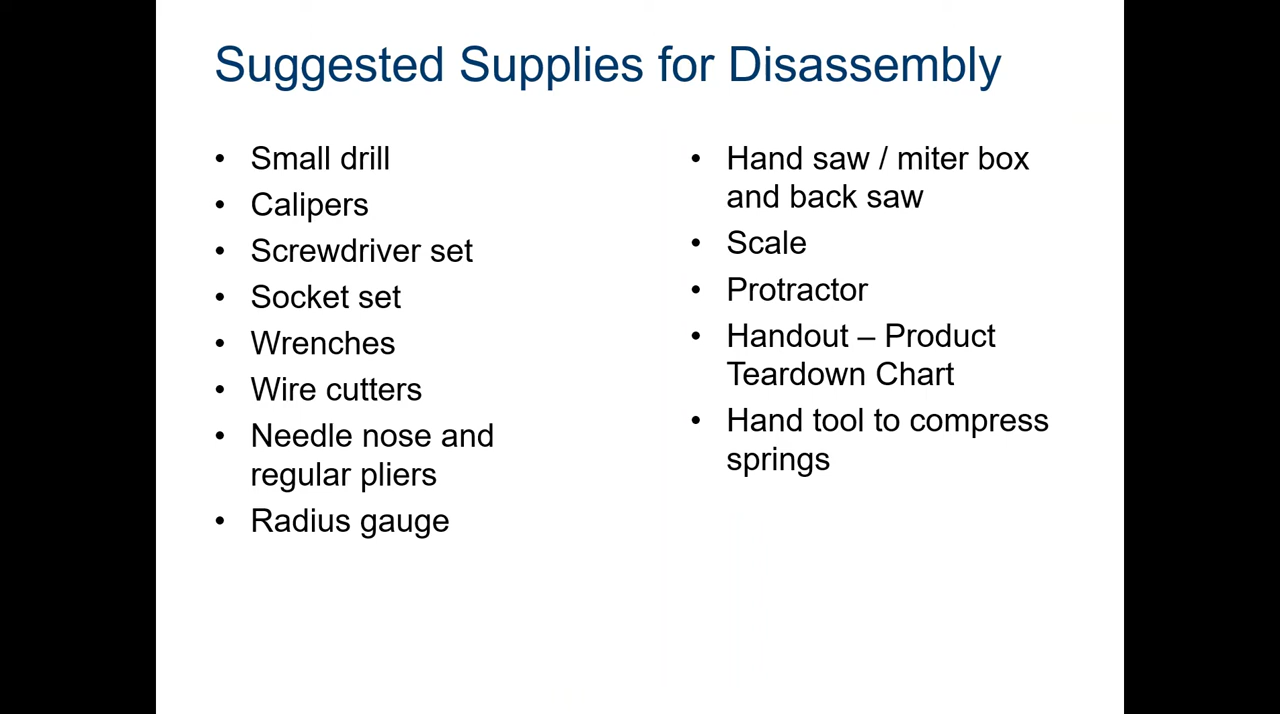 Suggested Supplies for Disassembly
• Small drill
• Calipers
• Screwdriver set
• Socket set
• Wrenches
• Wire cutters
• Needle nose and
regular pliers
• Radius gauge
• Hand saw / miter box
and back saw
• Scale
• Protractor
• Handout – Product
Teardown Chart
• Hand tool to compress
springs